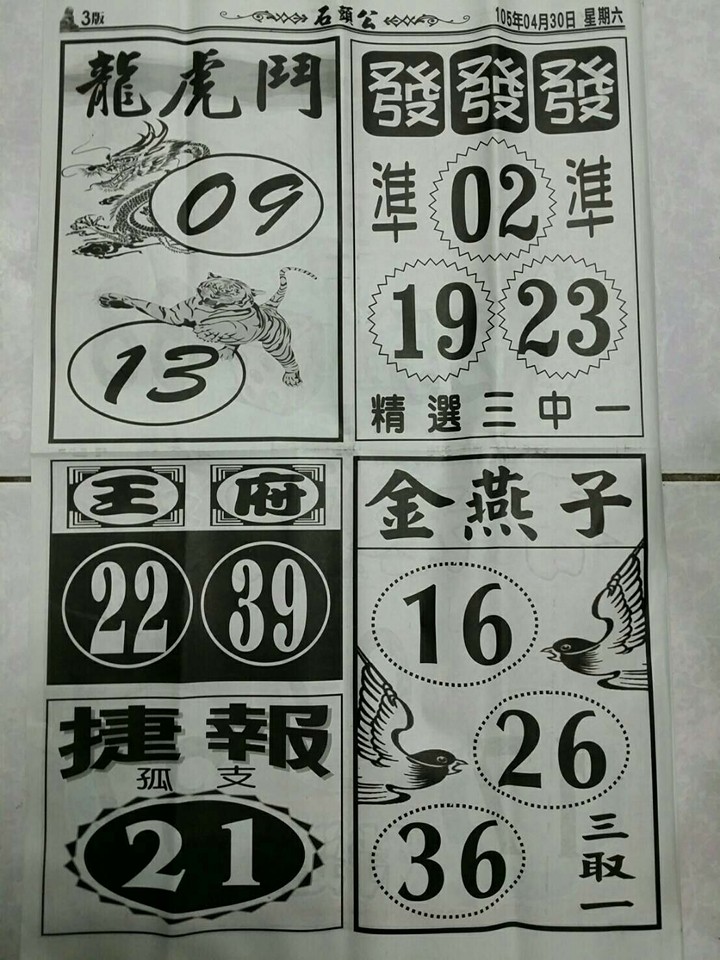 3版 石頭公 105年04月30日 星期六
龍虎鬥
09
13
發發發
準 02 準
19 23
精選三中一
王府
22 39
捷報
孤支
21
金燕子
16
26
36
三取一